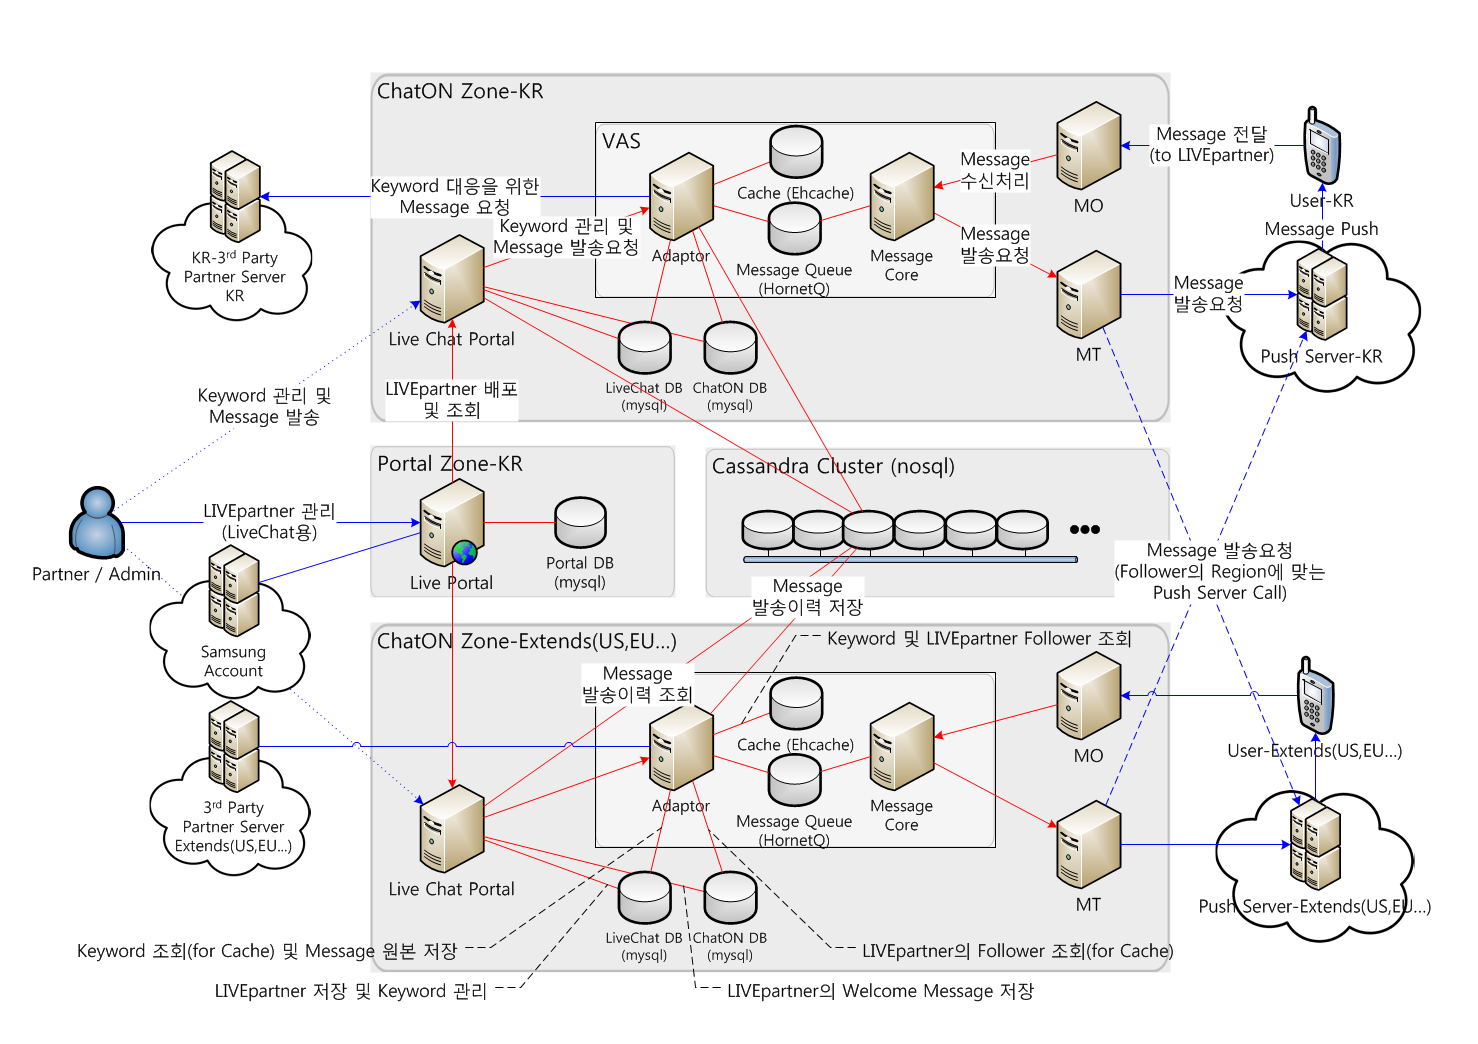 ChatON Zone-KR
VAS
Message 전달
(to LIVEpartner)
Message
수신처리
Keyword 대응을 위한
Message 요청
Cache (Ehcache)
User-KR
MO
Keyword 관리 및
Message 발송요청
Message Push
Message
발송요청
KR-3rd Party
Partner Server
KR
Adaptor
Message Queue
(HornetQ)
Message
Core
Message
발송요청
Live Chat Portal
MT
Push Server-KR
LIVEpartner 배포
및 조회
LiveChat DB
(mysql)
ChatON DB
(mysql)
Keyword 관리 및
Message 발송
Portal Zone-KR
Cassandra Cluster (nosql)
LIVEpartner 관리
(LiveChat용)
Partner / Admin
Live Portal
Portal DB
(mysql)
Message 발송요청
(Follower의 Region에 맞는
Push Server Call)
Message
발송이력 저장
ChatON Zone-Extends(US,EU...)
Keyword 및 LIVEpartner Follower 조회
Samsung
Account
Message
발송이력 조회
Cache (Ehcache)
MO
User-Extends(US,EU...)
3rd Party
Partner Server
Extends(US,EU...)
Adaptor
Message Queue
(HornetQ)
Message
Core
Live Chat Portal
MT
Push Server-Extends(US,EU...)
LiveChat DB
(mysql)
ChatON DB
(mysql)
Keyword 조회(for Cache) 및 Message 원본 저장
LIVEpartner의 Follower 조회(for Cache)
LIVEpartner 저장 및 Keyword 관리
LIVEpartner의 Welcome Message 저장